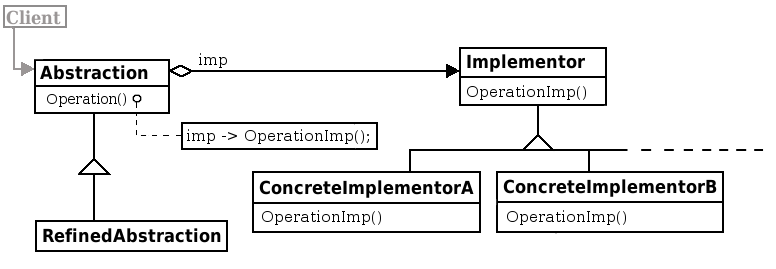 Client
imp
Abstraction
Operation()
Implementor
OperationImp()
imp -> OperationImp();
ConcreteImplementorA
OperationImp()
ConcreteImplementorB
OperationImp()
RefinedAbstraction